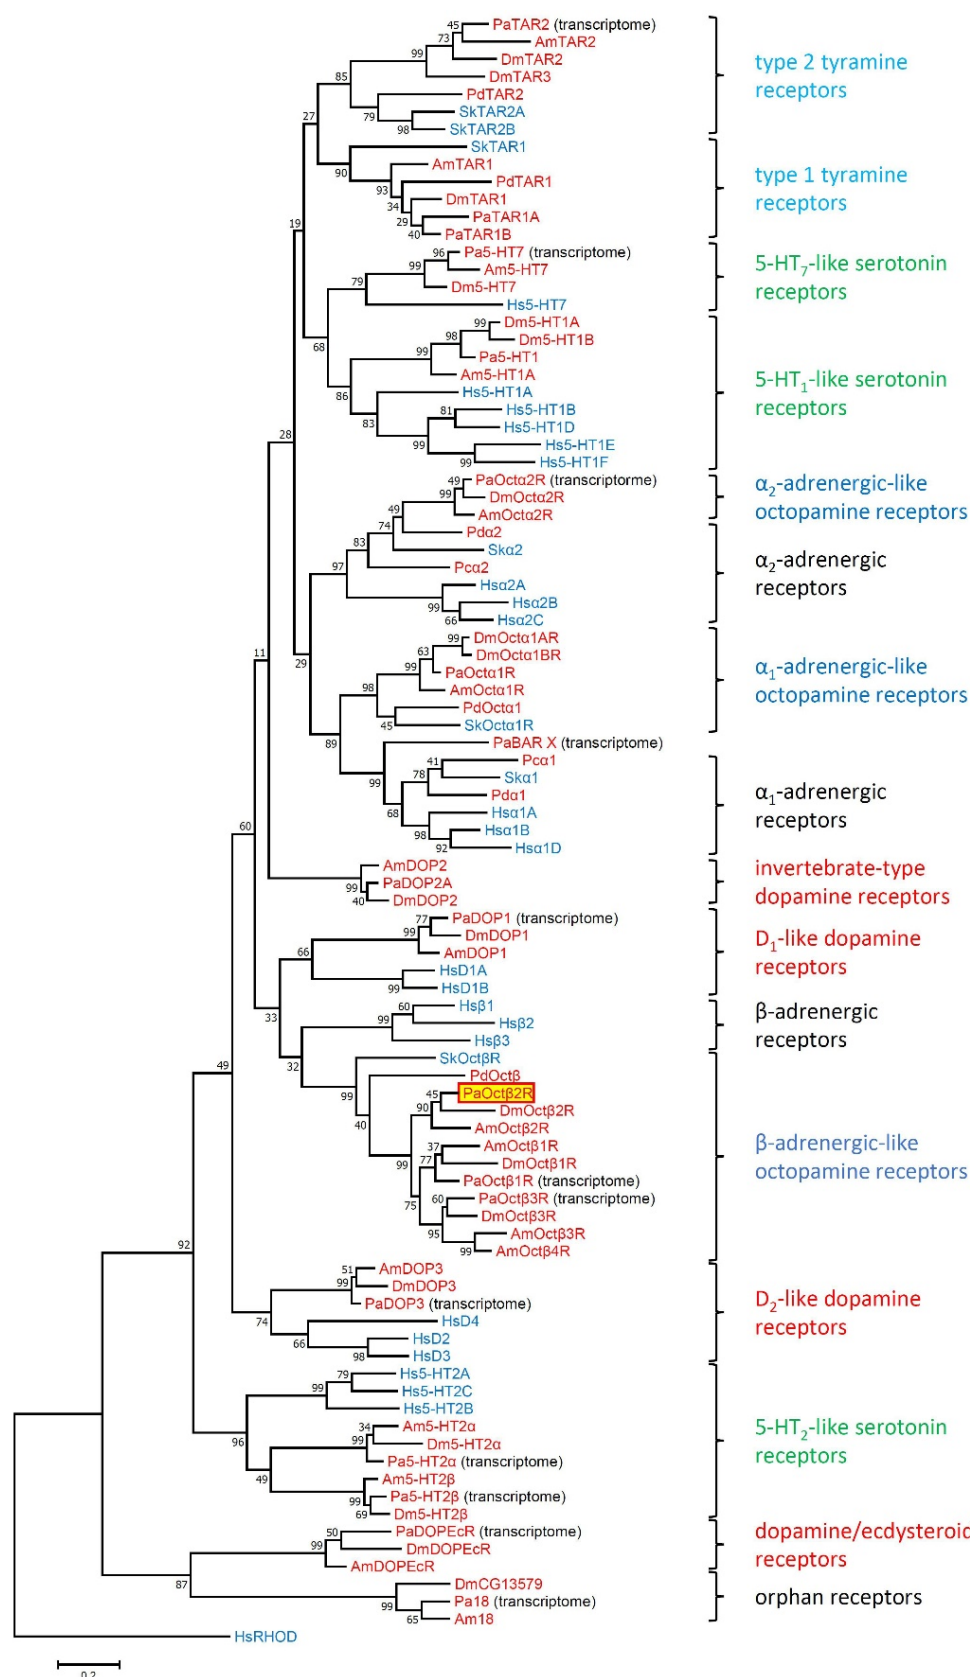 45
PaTAR2 (transcriptome)
73
AmTAR2
99
DmTAR2
type 2 tyramine
85
DmTAR3
receptors
PdTAR2
79
SkTAR2A
98
SkTAR2B
27
SkTAR1
90
AmTAR1
93
PdTAR1
type 1 tyramine
34
DmTAR1
receptors
29
PaTAR1A
40
PaTAR1B
19
96
Pa5-HT7 (transcriptome)
99
Am5-HT7
5-HT₇-like serotonin
79
Dm5-HT7
receptors
Hs5-HT7
68
99
Dm5-HT1A
98
Dm5-HT1B
99
Pa5-HT1
Am5-HT1A
5-HT₁-like serotonin
86
Hs5-HT1A
receptors
83
81
Hs5-HT1B
Hs5-HT1D
99
Hs5-HT1E
99
Hs5-HT1F
28
49
PaOctα2R (transcriptorme)
99
DmOctα2R
α₂-adrenergic-like
49
AmOctα2R
octopamine receptors
74
Pdα2
83
Skα2
97
Pcα2
α₂-adrenergic
Hsα2A
receptors
99
Hsα2B
66
Hsα2C
29
99
DmOctα1AR
63
DmOctα1BR
99
PaOctα1R
α₁-adrenergic-like
98
AmOctα1R
octopamine receptors
PdOctα1
45
SkOctα1R
89
PaBAR X (transcriptome)
99
41
Pcα1
78
Skα1
Pdα1
α₁-adrenergic
68
Hsα1A
receptors
98
Hsα1B
92
Hsα1D
11
AmDOP2
invertebrate-type
99
PaDOP2A
dopamine receptors
40
DmDOP2
60
77
PaDOP1 (transcriptome)
99
DmDOP1
D₁-like dopamine
66
AmDOP1
receptors
HsD1A
99
HsD1B
33
60
Hsβ1
99
Hsβ2
β-adrenergic
32
Hsβ3
receptors
SkOctβR
99
PdOctβ
40
45
PaOctβ2R
90
DmOctβ2R
AmOctβ2R
99
37
AmOctβ1R
β-adrenergic-like
77
DmOctβ1R
octopamine receptors
PaOctβ1R (transcriptome)
75
60
PaOctβ3R (transcriptome)
DmOctβ3R
95
AmOctβ3R
99
AmOctβ4R
49
51
AmDOP3
99
DmDOP3
PaDOP3 (transcriptome)
D₂-like dopamine
74
HsD4
receptors
66
HsD2
98
HsD3
92
79
Hs5-HT2A
99
Hs5-HT2C
Hs5-HT2B
96
34
Am5-HT2α
5-HT₂-like serotonin
99
Dm5-HT2α
receptors
Pa5-HT2α (transcriptome)
49
Am5-HT2β
99
Pa5-HT2β (transcriptome)
69
Dm5-HT2β
50
PaDOPEcR (transcriptome)
dopamine/ecdysteroid
99
DmDOPEcR
receptors
AmDOPEcR
87
DmCG13579
99
Pa18 (transcriptome)
orphan receptors
65
Am18
HsRHOD
0.2